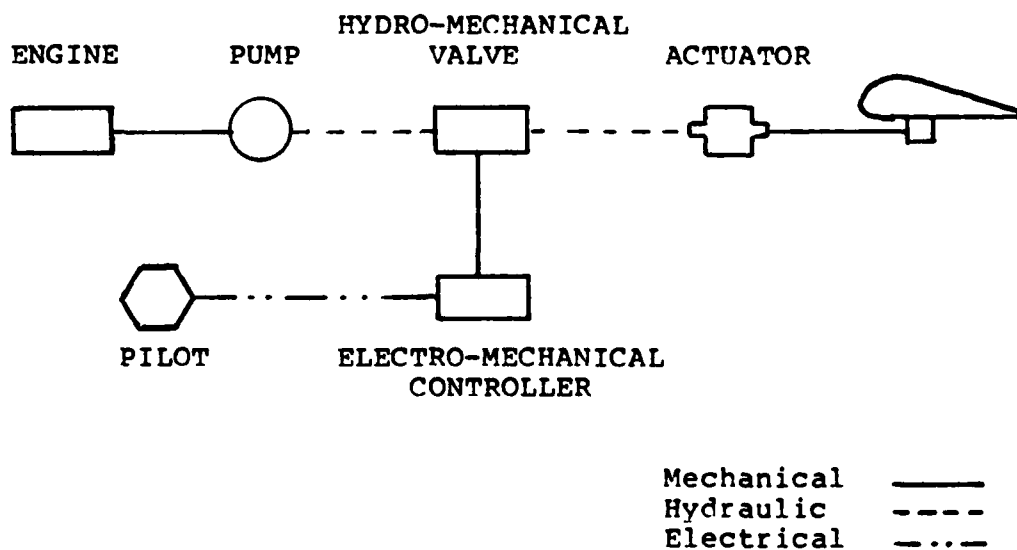 HYDRO-MECHANICAL
ENGINE PUMP VALVE ACTUATOR
PILOT ELECTRO-MECHANICAL
CONTROLLER
Mechanical
Hydraulic
Electrical